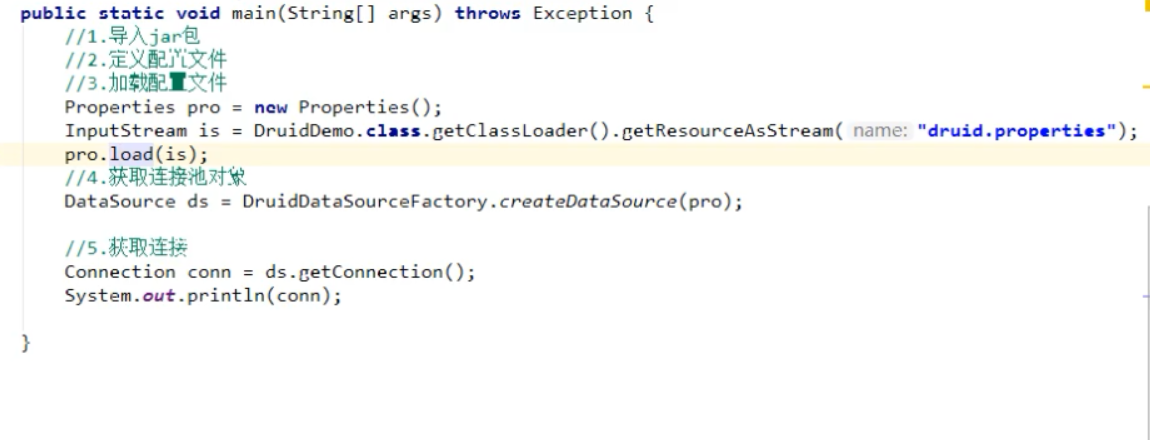 public static void main(String[] args) throws Exception {
//1.导入jar包
//2.定义配置文件
//3.加载配置文件
Properties pro = new Properties();
InputStream is = DruidDemo.class.getClassLoader().getResourceAsStream( name: "druid.properties");
pro.load(is);
//4.获取连接池对象
DataSource ds = DruidDataSourceFactory.createDataSource(pro);
//5.获取连接
Connection conn = ds.getConnection();
System.out.println(conn);
}